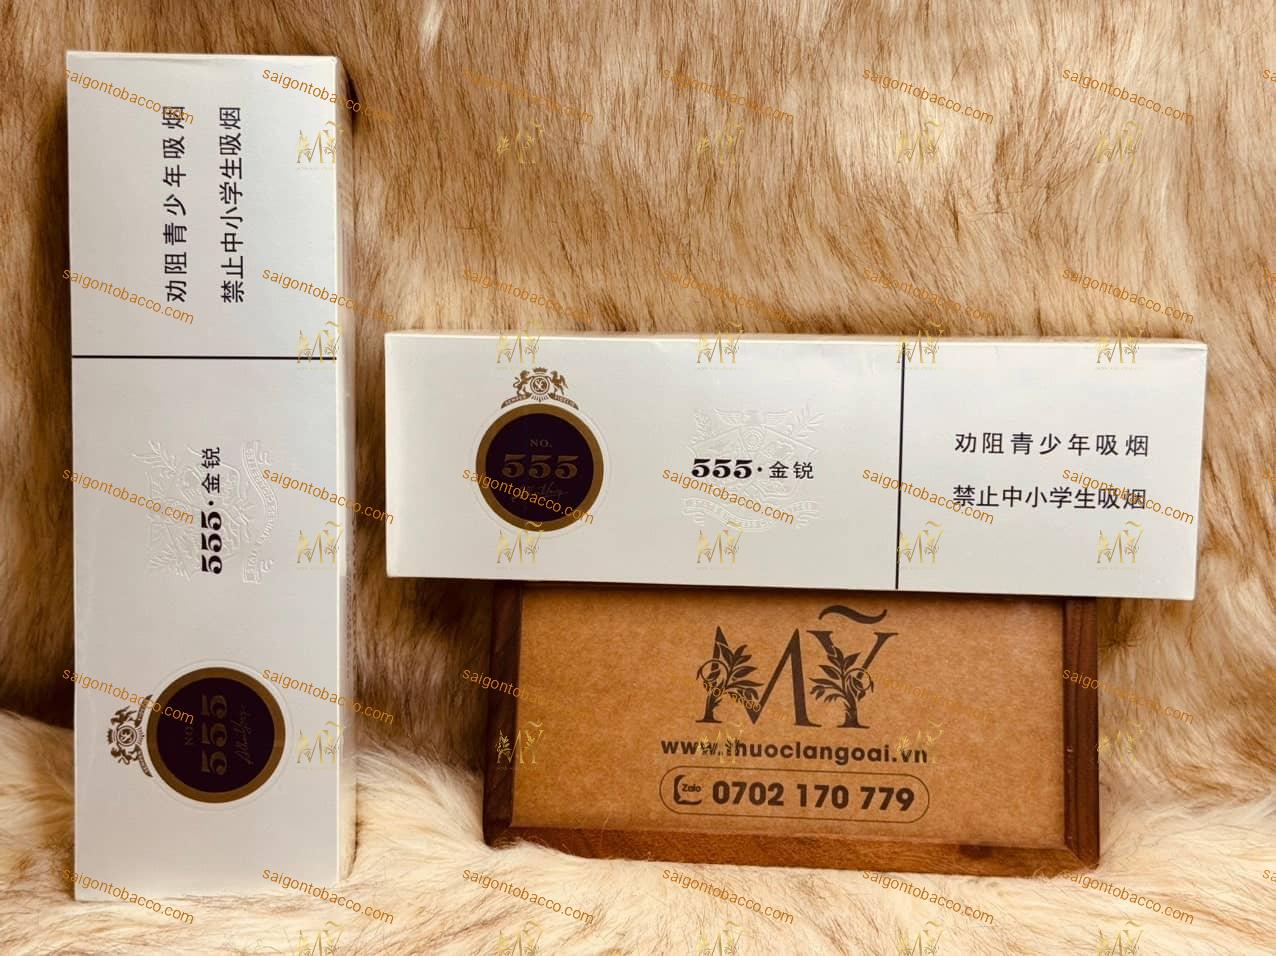 劝阻青少年吸烟
禁止中小学生吸烟
555·金锐
NO.
555
NO.
555
555·金锐
劝阻青少年吸烟
禁止中小学生吸烟
MỸ
www.thuoclangoai.vn
Zalo
0702 170 779
saigontobacco.com